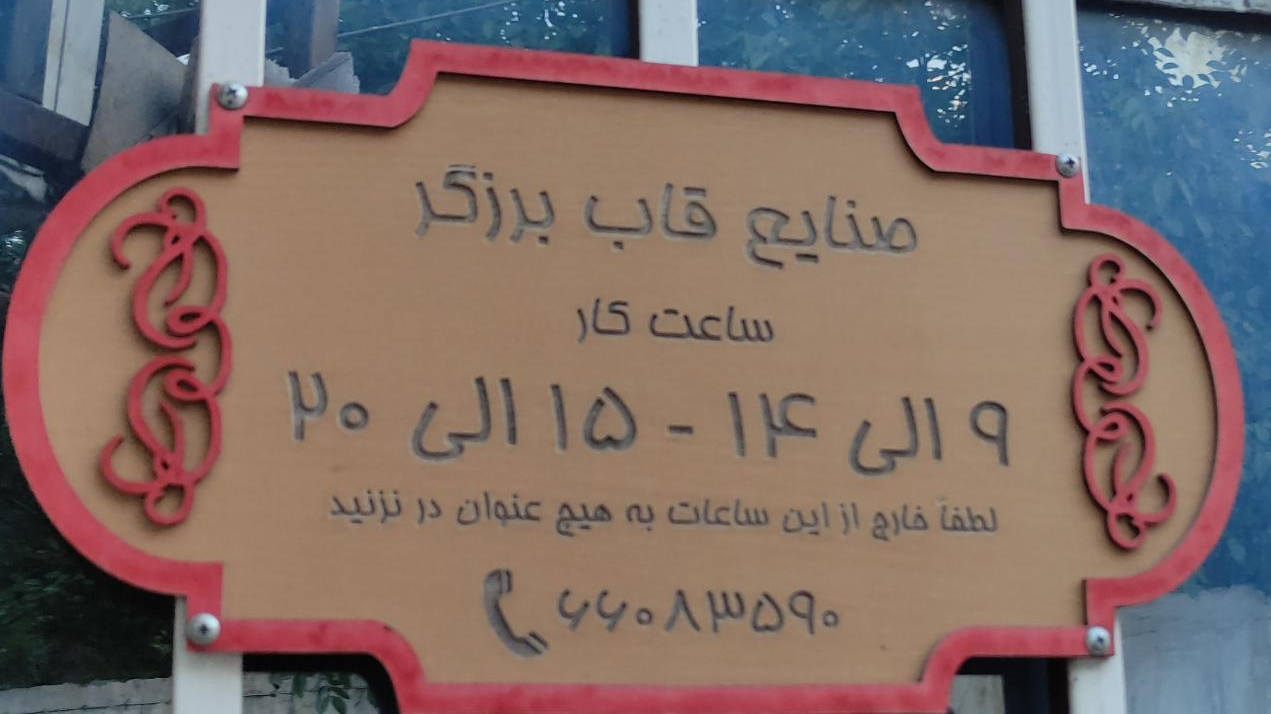 صنایع قاب برزگر
ساعت کار
۹ الی ۱۴ - ۱۵ الی ۲۰
لطفاً خارج از این ساعات به هیچ عنوان در نزنید
۶۶۰۸۳۵۹۰